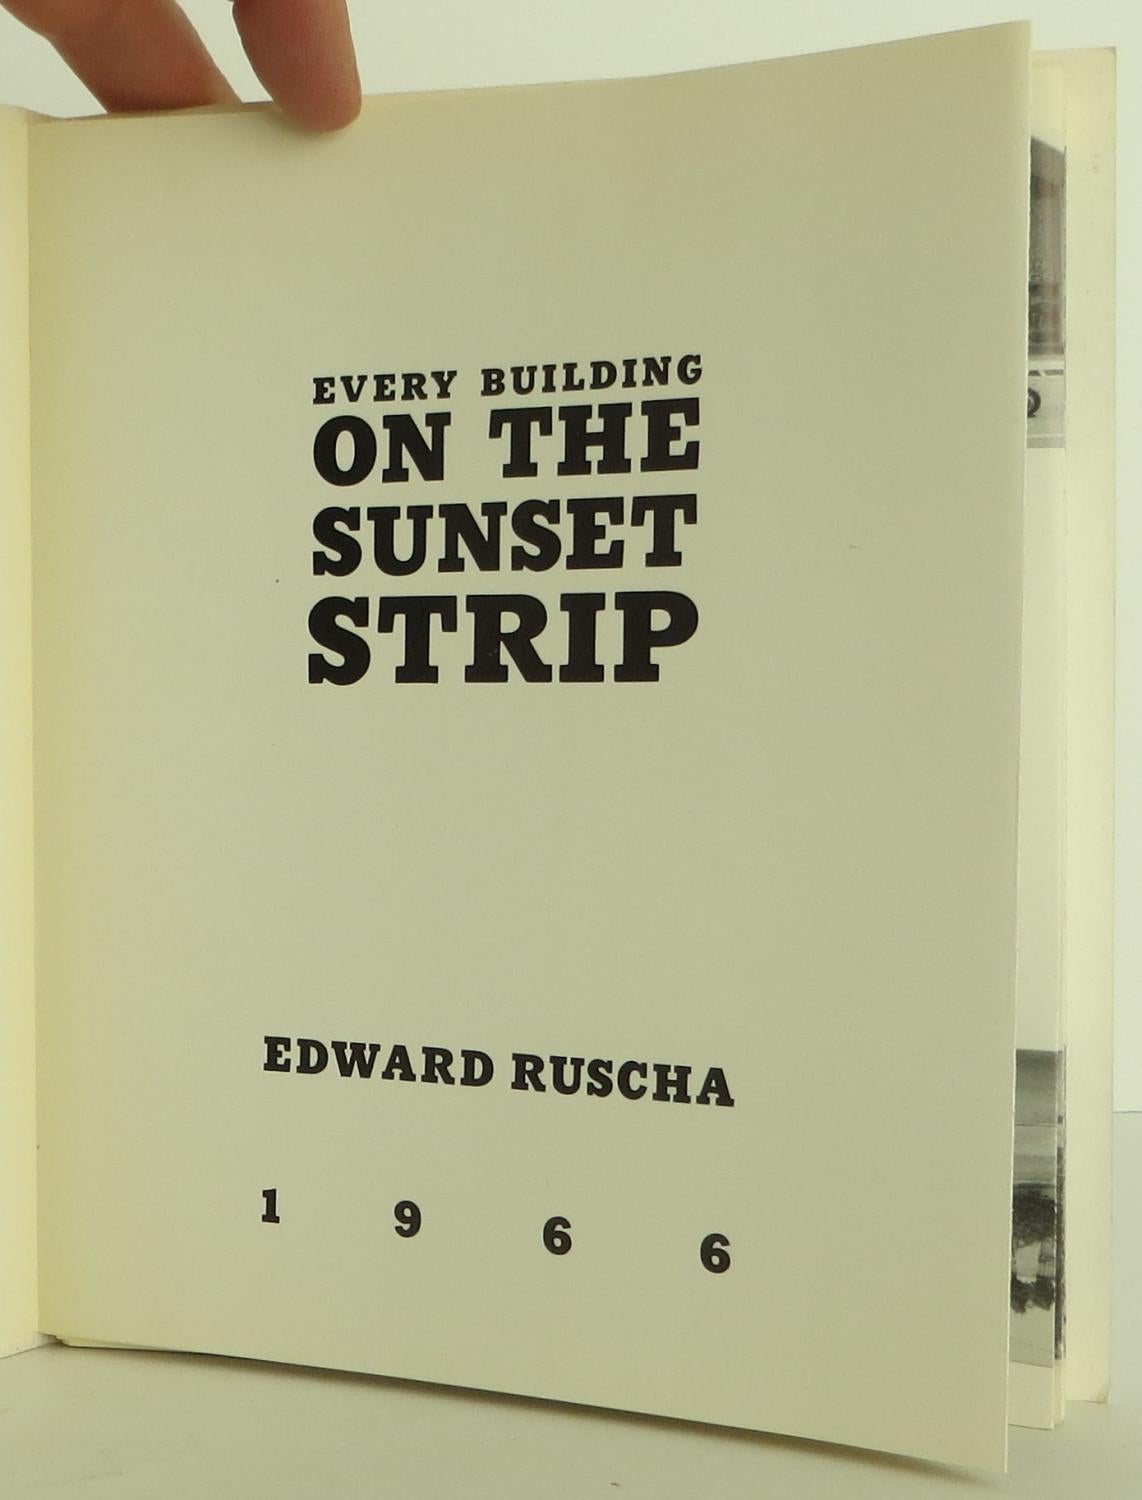 EVERY BUILDING
ON THE
SUNSET
STRIP
EDWARD RUSCHA
1 9 6 6